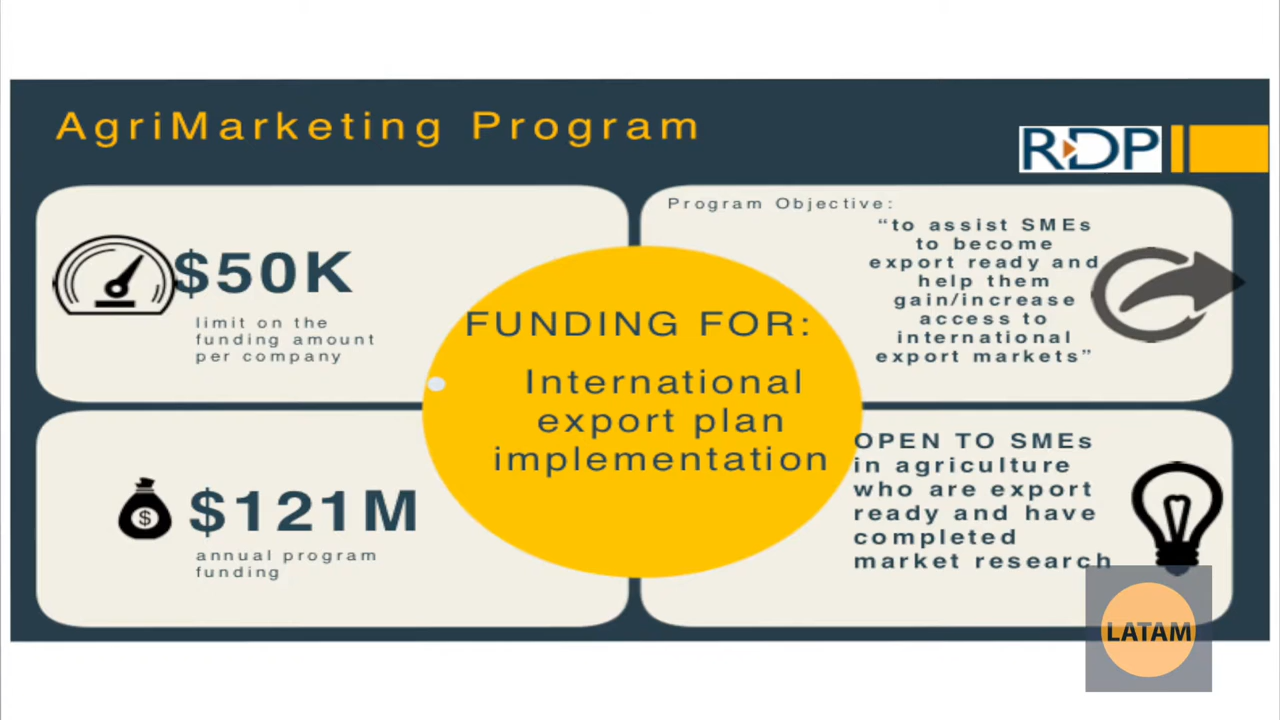 AgriMarketing Program
RDP
$50K
limit on the
funding amount
per company
Program Objective:
“to assist SMEs
to become
export ready and
help them
gain/increase
access to
international
export markets”
FUNDING FOR:
International
export plan
implementation
$
$121M
annual program
funding
OPEN TO SMEs
in agriculture
who are export
ready and have
completed
market research
LATAM